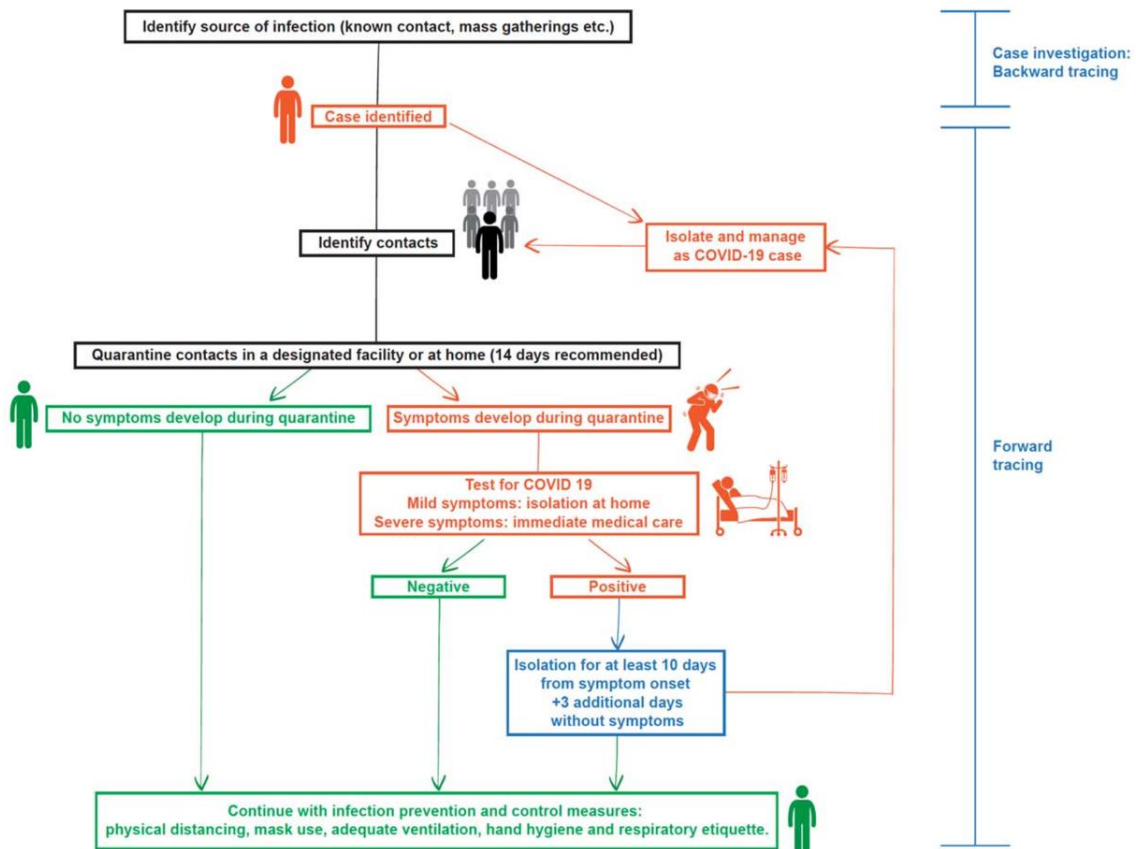 Identify source of infection (known contact, mass gatherings etc.)
Case investigation:
Backward tracing
Case identified
Identify contacts
Isolate and manage
as COVID-19 case
Quarantine contacts in a designated facility or at home (14 days recommended)
No symptoms develop during quarantine
Symptoms develop during quarantine
Forward
tracing
Test for COVID 19
Mild symptoms: isolation at home
Severe symptoms: immediate medical care
Negative
Positive
Isolation for at least 10 days
from symptom onset
+3 additional days
without symptoms
Continue with infection prevention and control measures:
physical distancing, mask use, adequate ventilation, hand hygiene and respiratory etiquette.